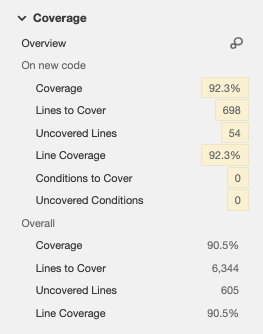 Coverage
Overview
On new code
Coverage 92.3%
Lines to Cover 698
Uncovered Lines 54
Line Coverage 92.3%
Conditions to Cover 0
Uncovered Conditions 0
Overall
Coverage 90.5%
Lines to Cover 6,344
Uncovered Lines 605
Line Coverage 90.5%